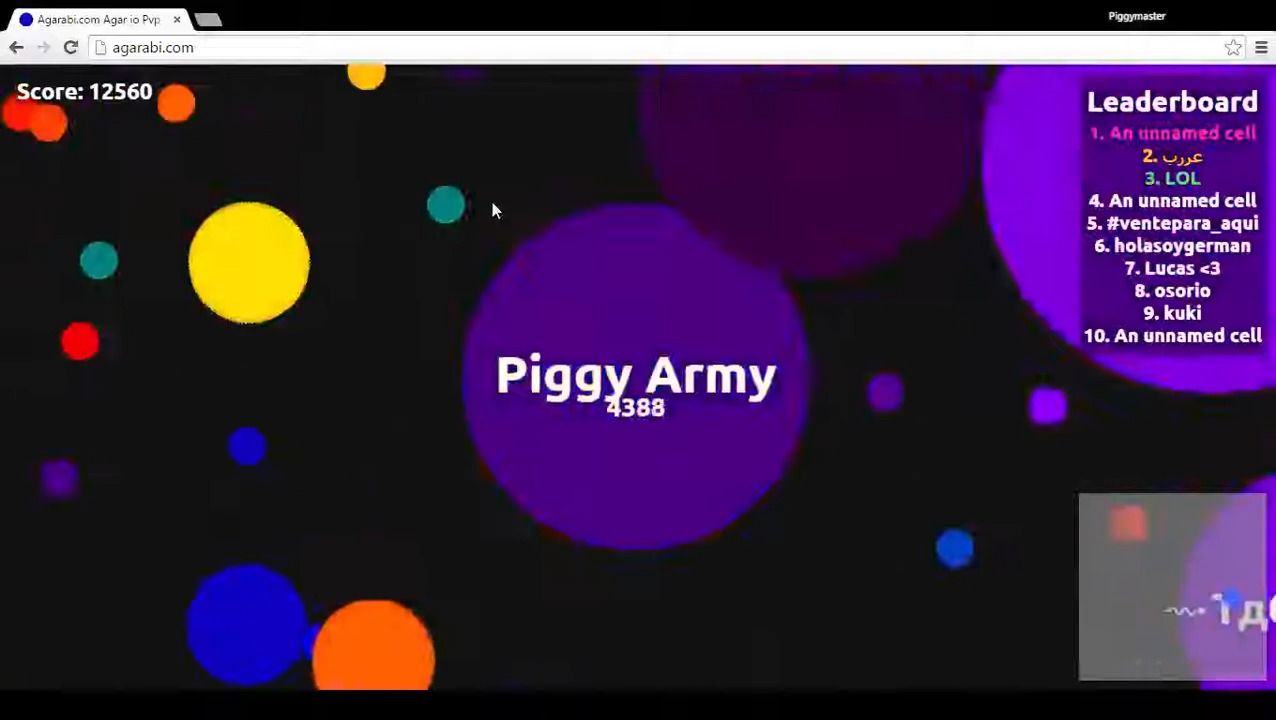 Agarabi.com Agar io Pvp
Piggymaster
agarabi.com
Score: 12560
Leaderboard
1. An unnamed cell
2. عررب
3. LOL
4. An unnamed cell
5. #ventepara_aqui
6. holasoygerman
7. Lucas <3
8. osorio
9. kuki
10. An unnamed cell
Piggy Army
4388